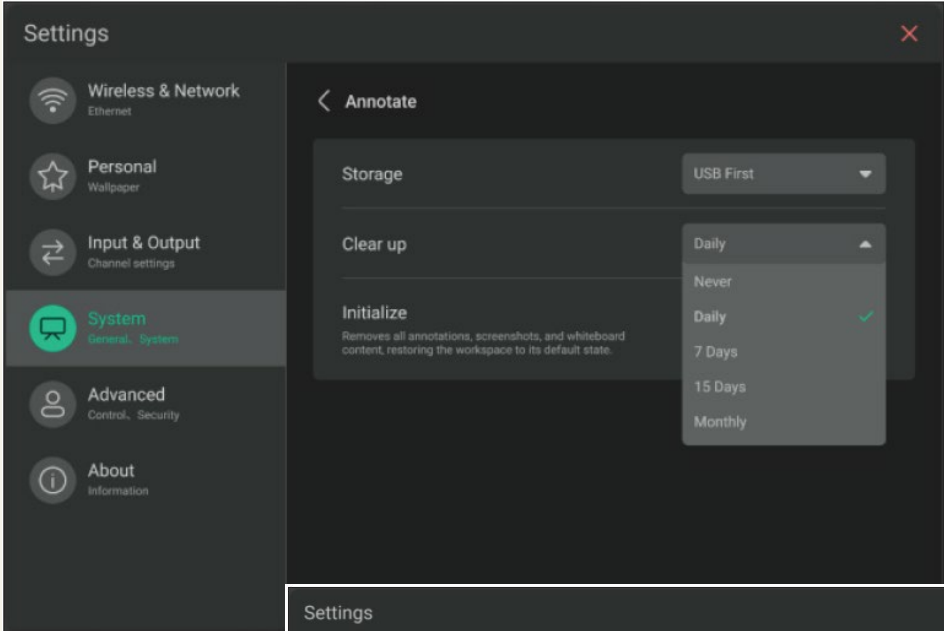 Settings
Wireless & Network
Ethernet
Personal
Wallpaper
Input & Output
Channel settings
System
General、System
Advanced
Control、Security
About
Information
Annotate
Storage
USB First
Clear up
Daily
Never
Daily
7 Days
15 Days
Monthly
Initialize
Removes all annotations, screenshots, and whiteboard
content, restoring the workspace to its default state.
Settings